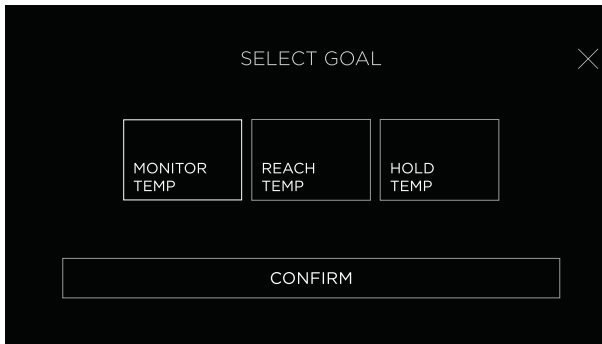 SELECT GOAL
MONITOR
TEMP
REACH
TEMP
HOLD
TEMP
CONFIRM